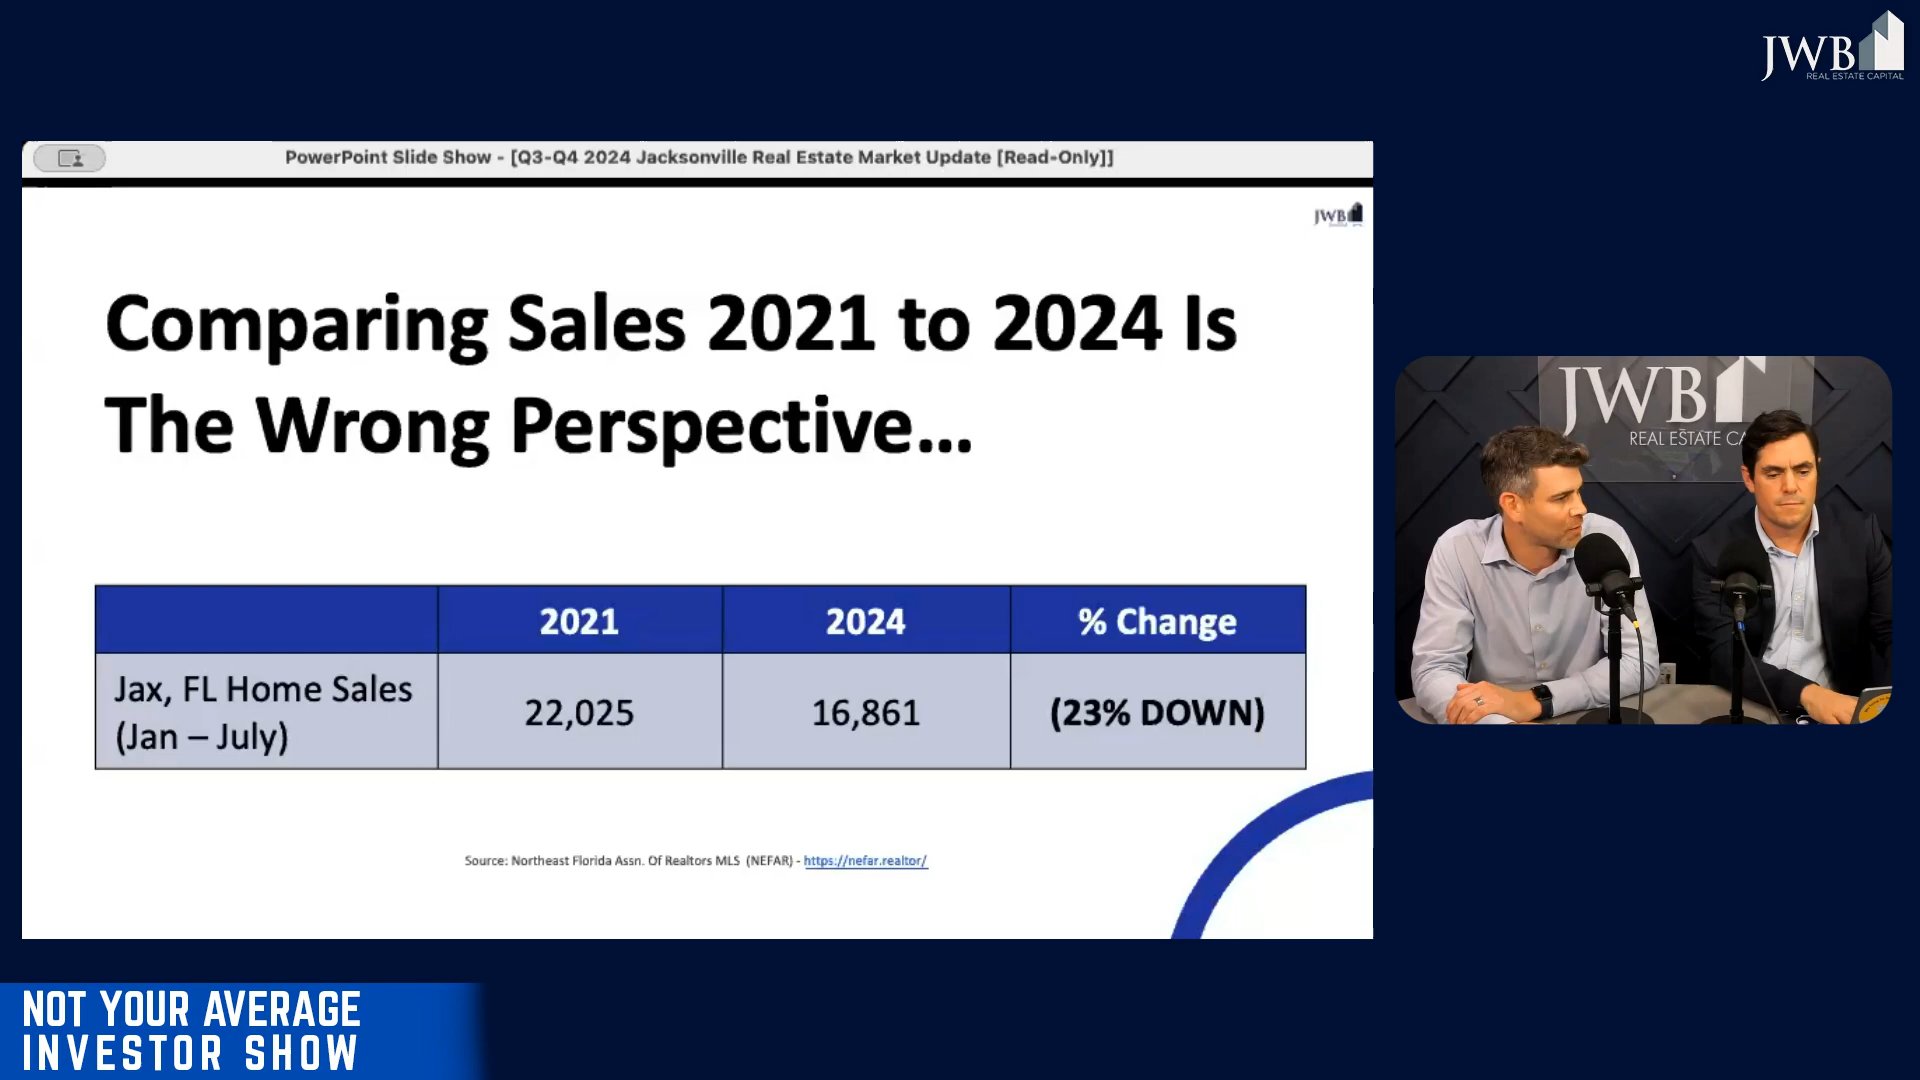 JWB
REAL ESTATE CAPITAL
PowerPoint Slide Show - [Q3-Q4 2024 Jacksonville Real Estate Market Update [Read-Only]]
JWB
Comparing Sales 2021 to 2024 Is
The Wrong Perspective...
2021 2024 % Change
Jax, FL Home Sales
(Jan – July) 22,025 16,861 (23% DOWN)
Source: Northeast Florida Assn. Of Realtors MLS (NEFAR) - https://nefar.realtor/
JWB
REAL ESTATE CA
NOT YOUR AVERAGE
INVESTOR SHOW